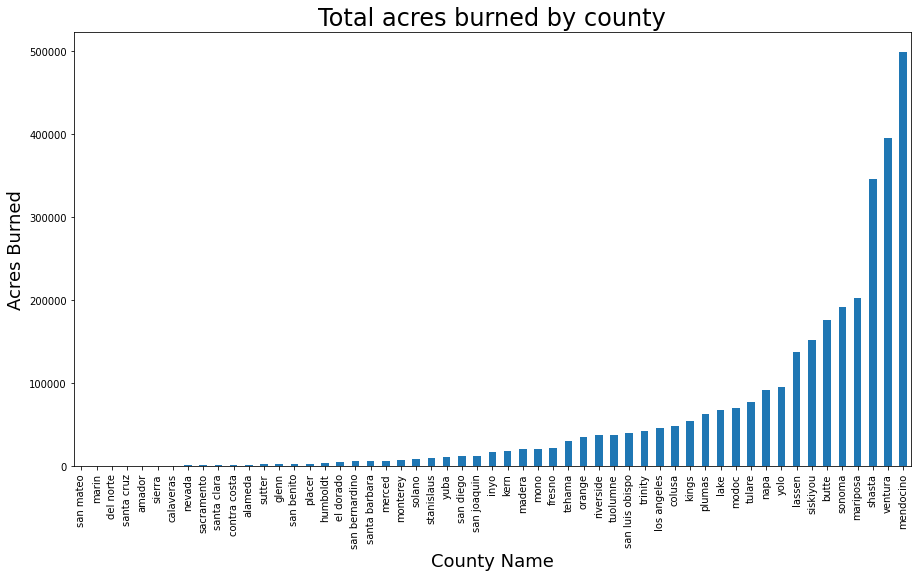 Total acres burned by county
Acres Burned
500000
400000
300000
200000
100000
0
san mateo
marin
del norte
santa cruz
amador
sierra
calaveras
nevada
sacramento
santa clara
contra costa
alameda
sutter
glenn
san benito
placer
humboldt
el dorado
san bernardino
santa barbara
merced
monterey
solano
stanislaus
yuba
san diego
san joaquin
inyo
kern
madera
mono
fresno
tehama
orange
riverside
tuolumne
san luis obispo
trinity
los angeles
colusa
kings
plumas
lake
modoc
tulare
napa
yolo
lassen
siskiyou
butte
sonoma
mariposa
shasta
ventura
mendocino
County Name